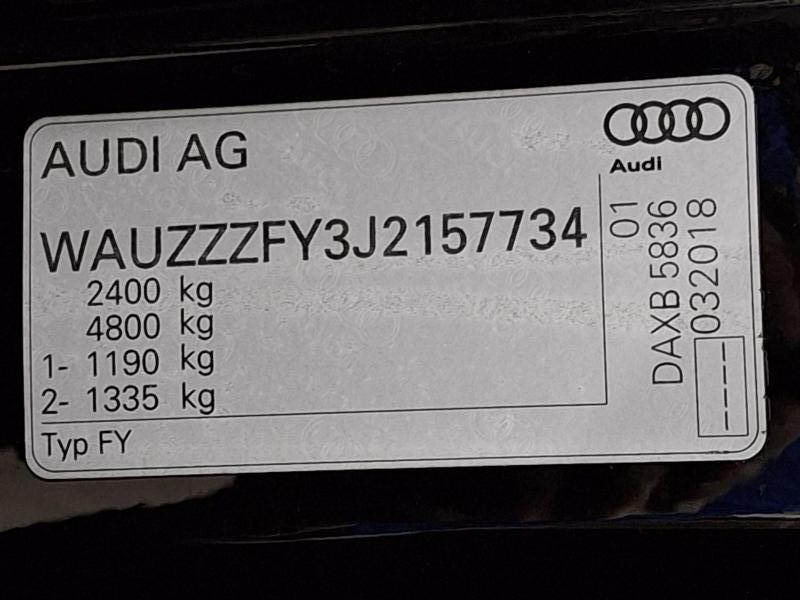 AUDI AG
Audi
WAUZZZFY3J2157734
2400 kg
4800 kg
1- 1190 kg
2- 1335 kg
Typ FY
01
DAXB 5836
032018
-----